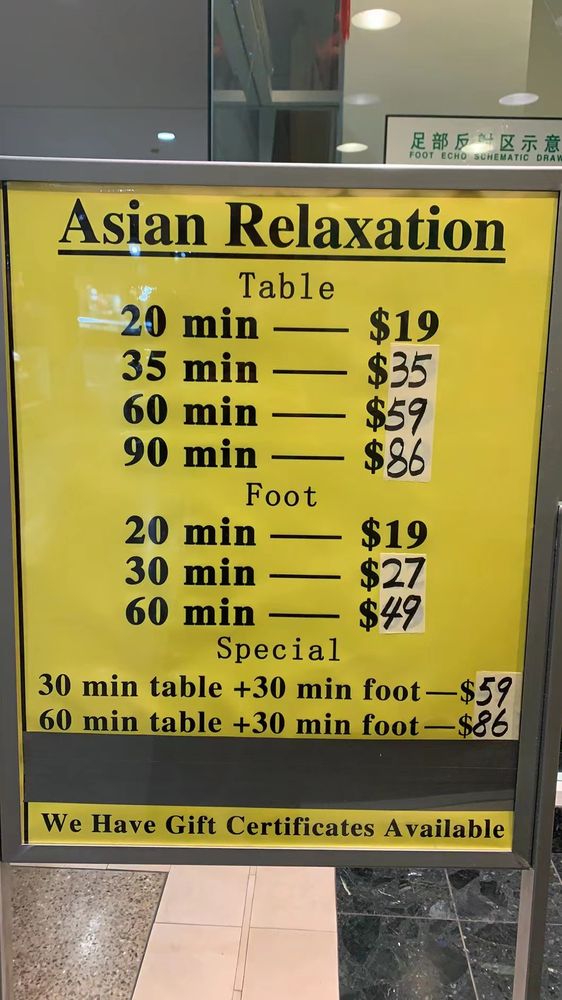 足部反射区示意
FOOT ECHO SCHEMATIC DRAW
Asian Relaxation
Table
20 min — $19
35 min — $35
60 min — $59
90 min — $86
Foot
20 min — $19
30 min — $27
60 min — $49
Special
30 min table +30 min foot—$59
60 min table +30 min foot—$86
We Have Gift Certificates Available